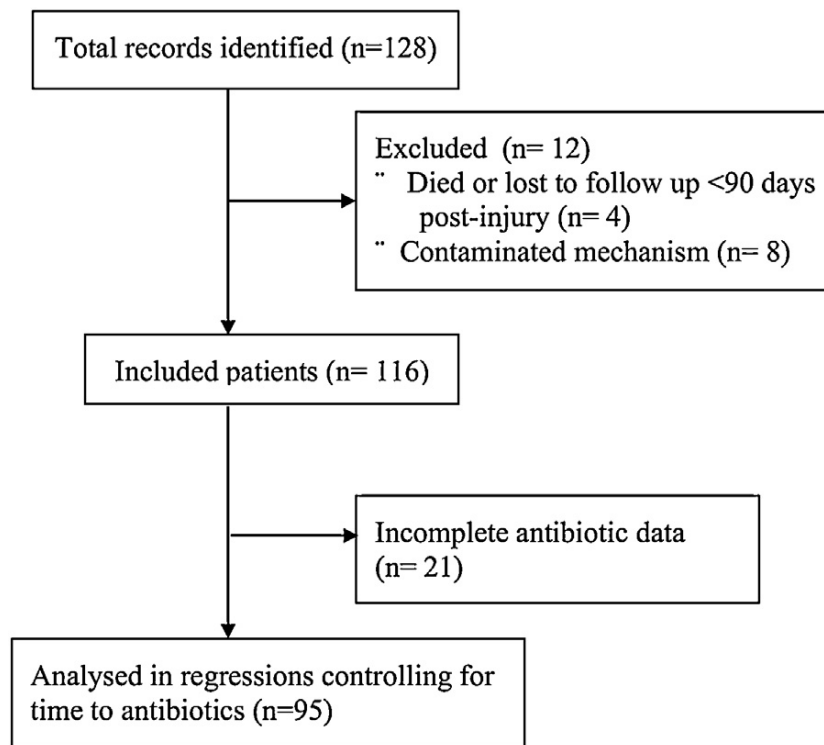 Total records identified (n=128)
Excluded (n= 12)
¨ Died or lost to follow up <90 days
post-injury (n= 4)
¨ Contaminated mechanism (n= 8)
Included patients (n= 116)
Incomplete antibiotic data
(n= 21)
Analysed in regressions controlling for
time to antibiotics (n=95)